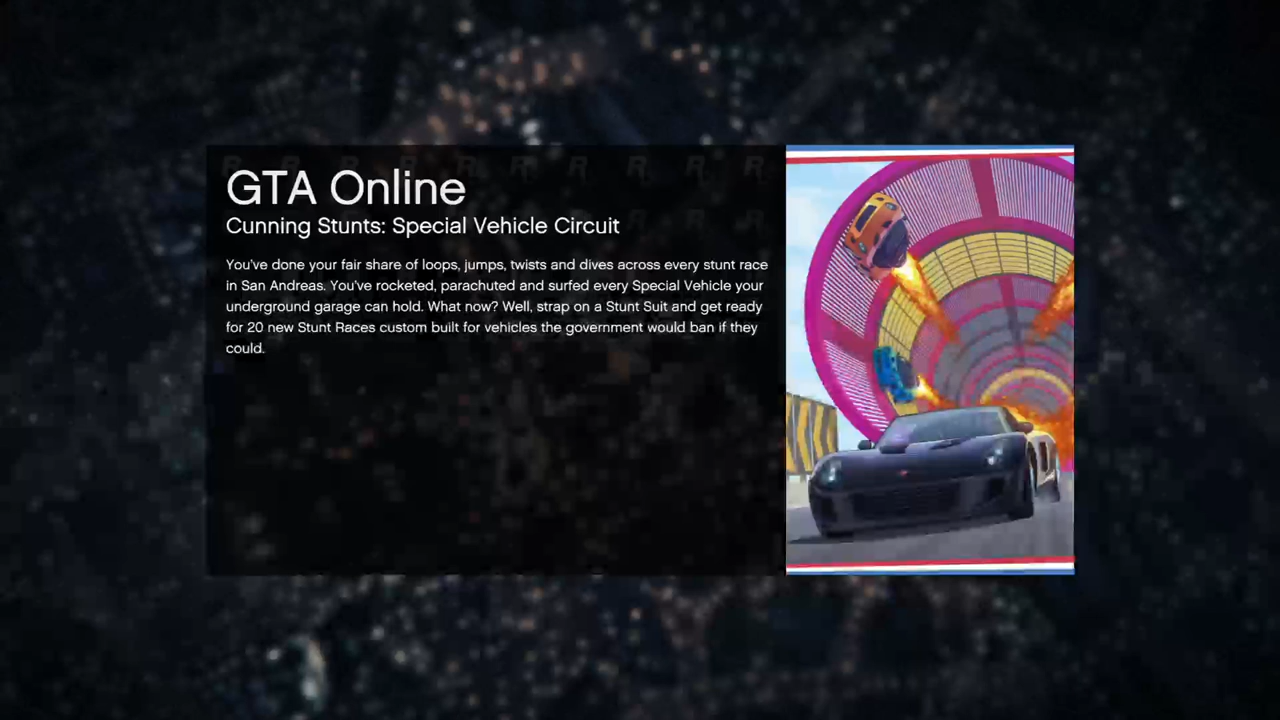 GTA Online
Cunning Stunts: Special Vehicle Circuit
You've done your fair share of loops, jumps, twists and dives across every stunt race
in San Andreas. You've rocketed, parachuted and surfed every Special Vehicle your
underground garage can hold. What now? Well, strap on a Stunt Suit and get ready
for 20 new Stunt Races custom built for vehicles the government would ban if they
could.